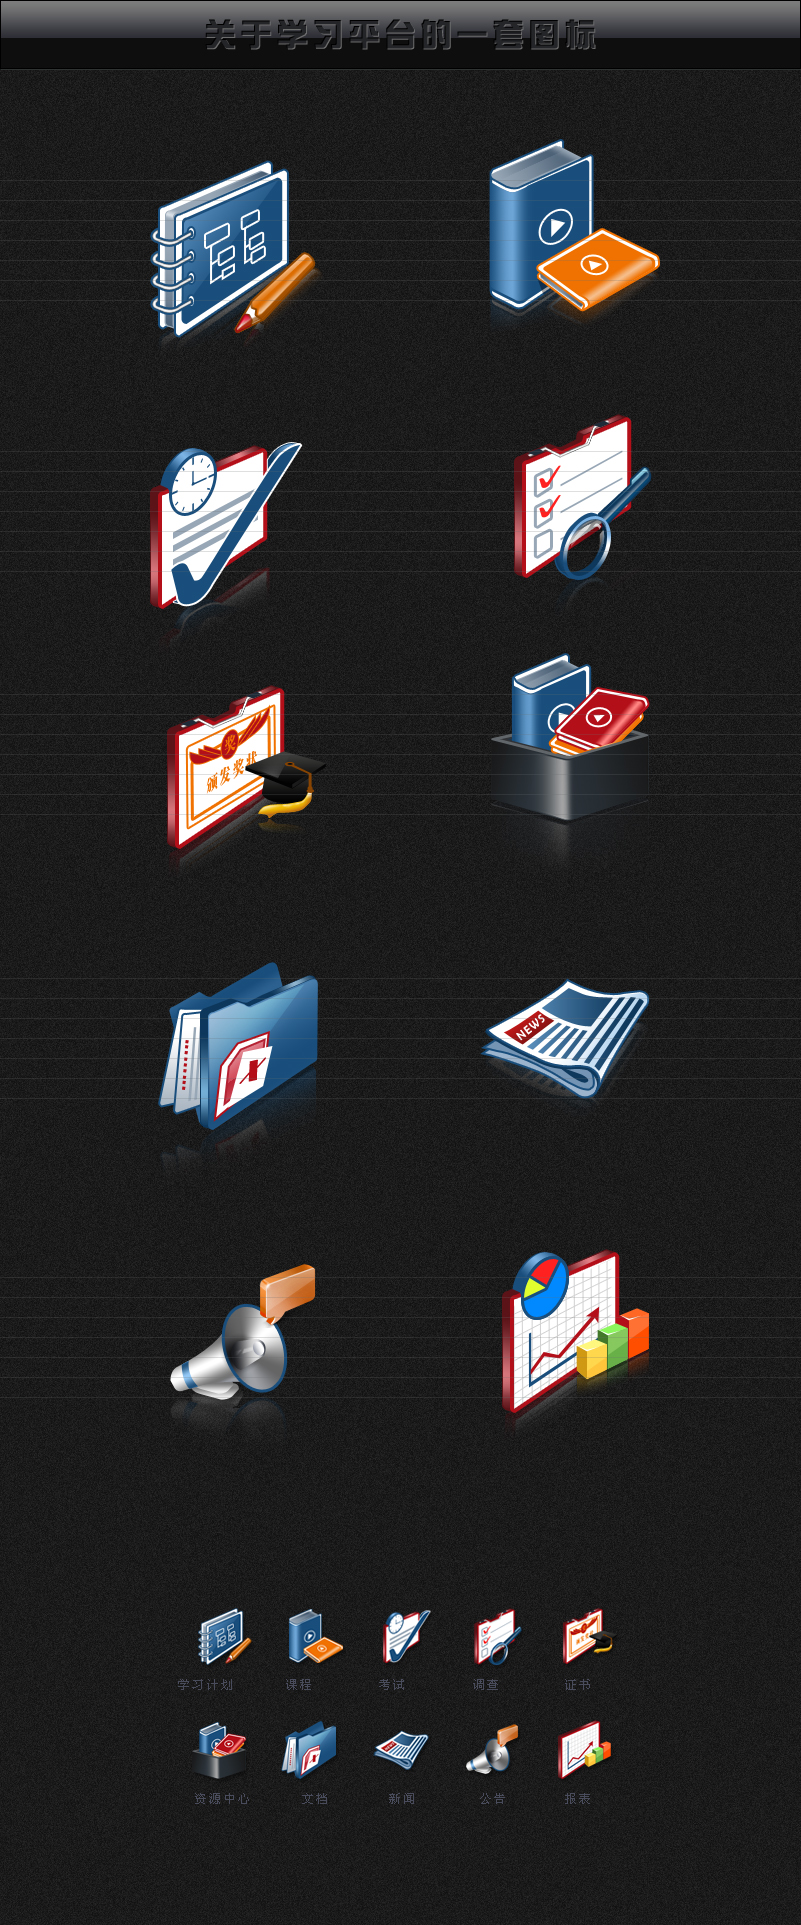 关于学习平台的一套图标
奖
颁发奖状
NEWS
学习计划 课程 考试 调查 证书
资源中心 文档 新闻 公告 报表